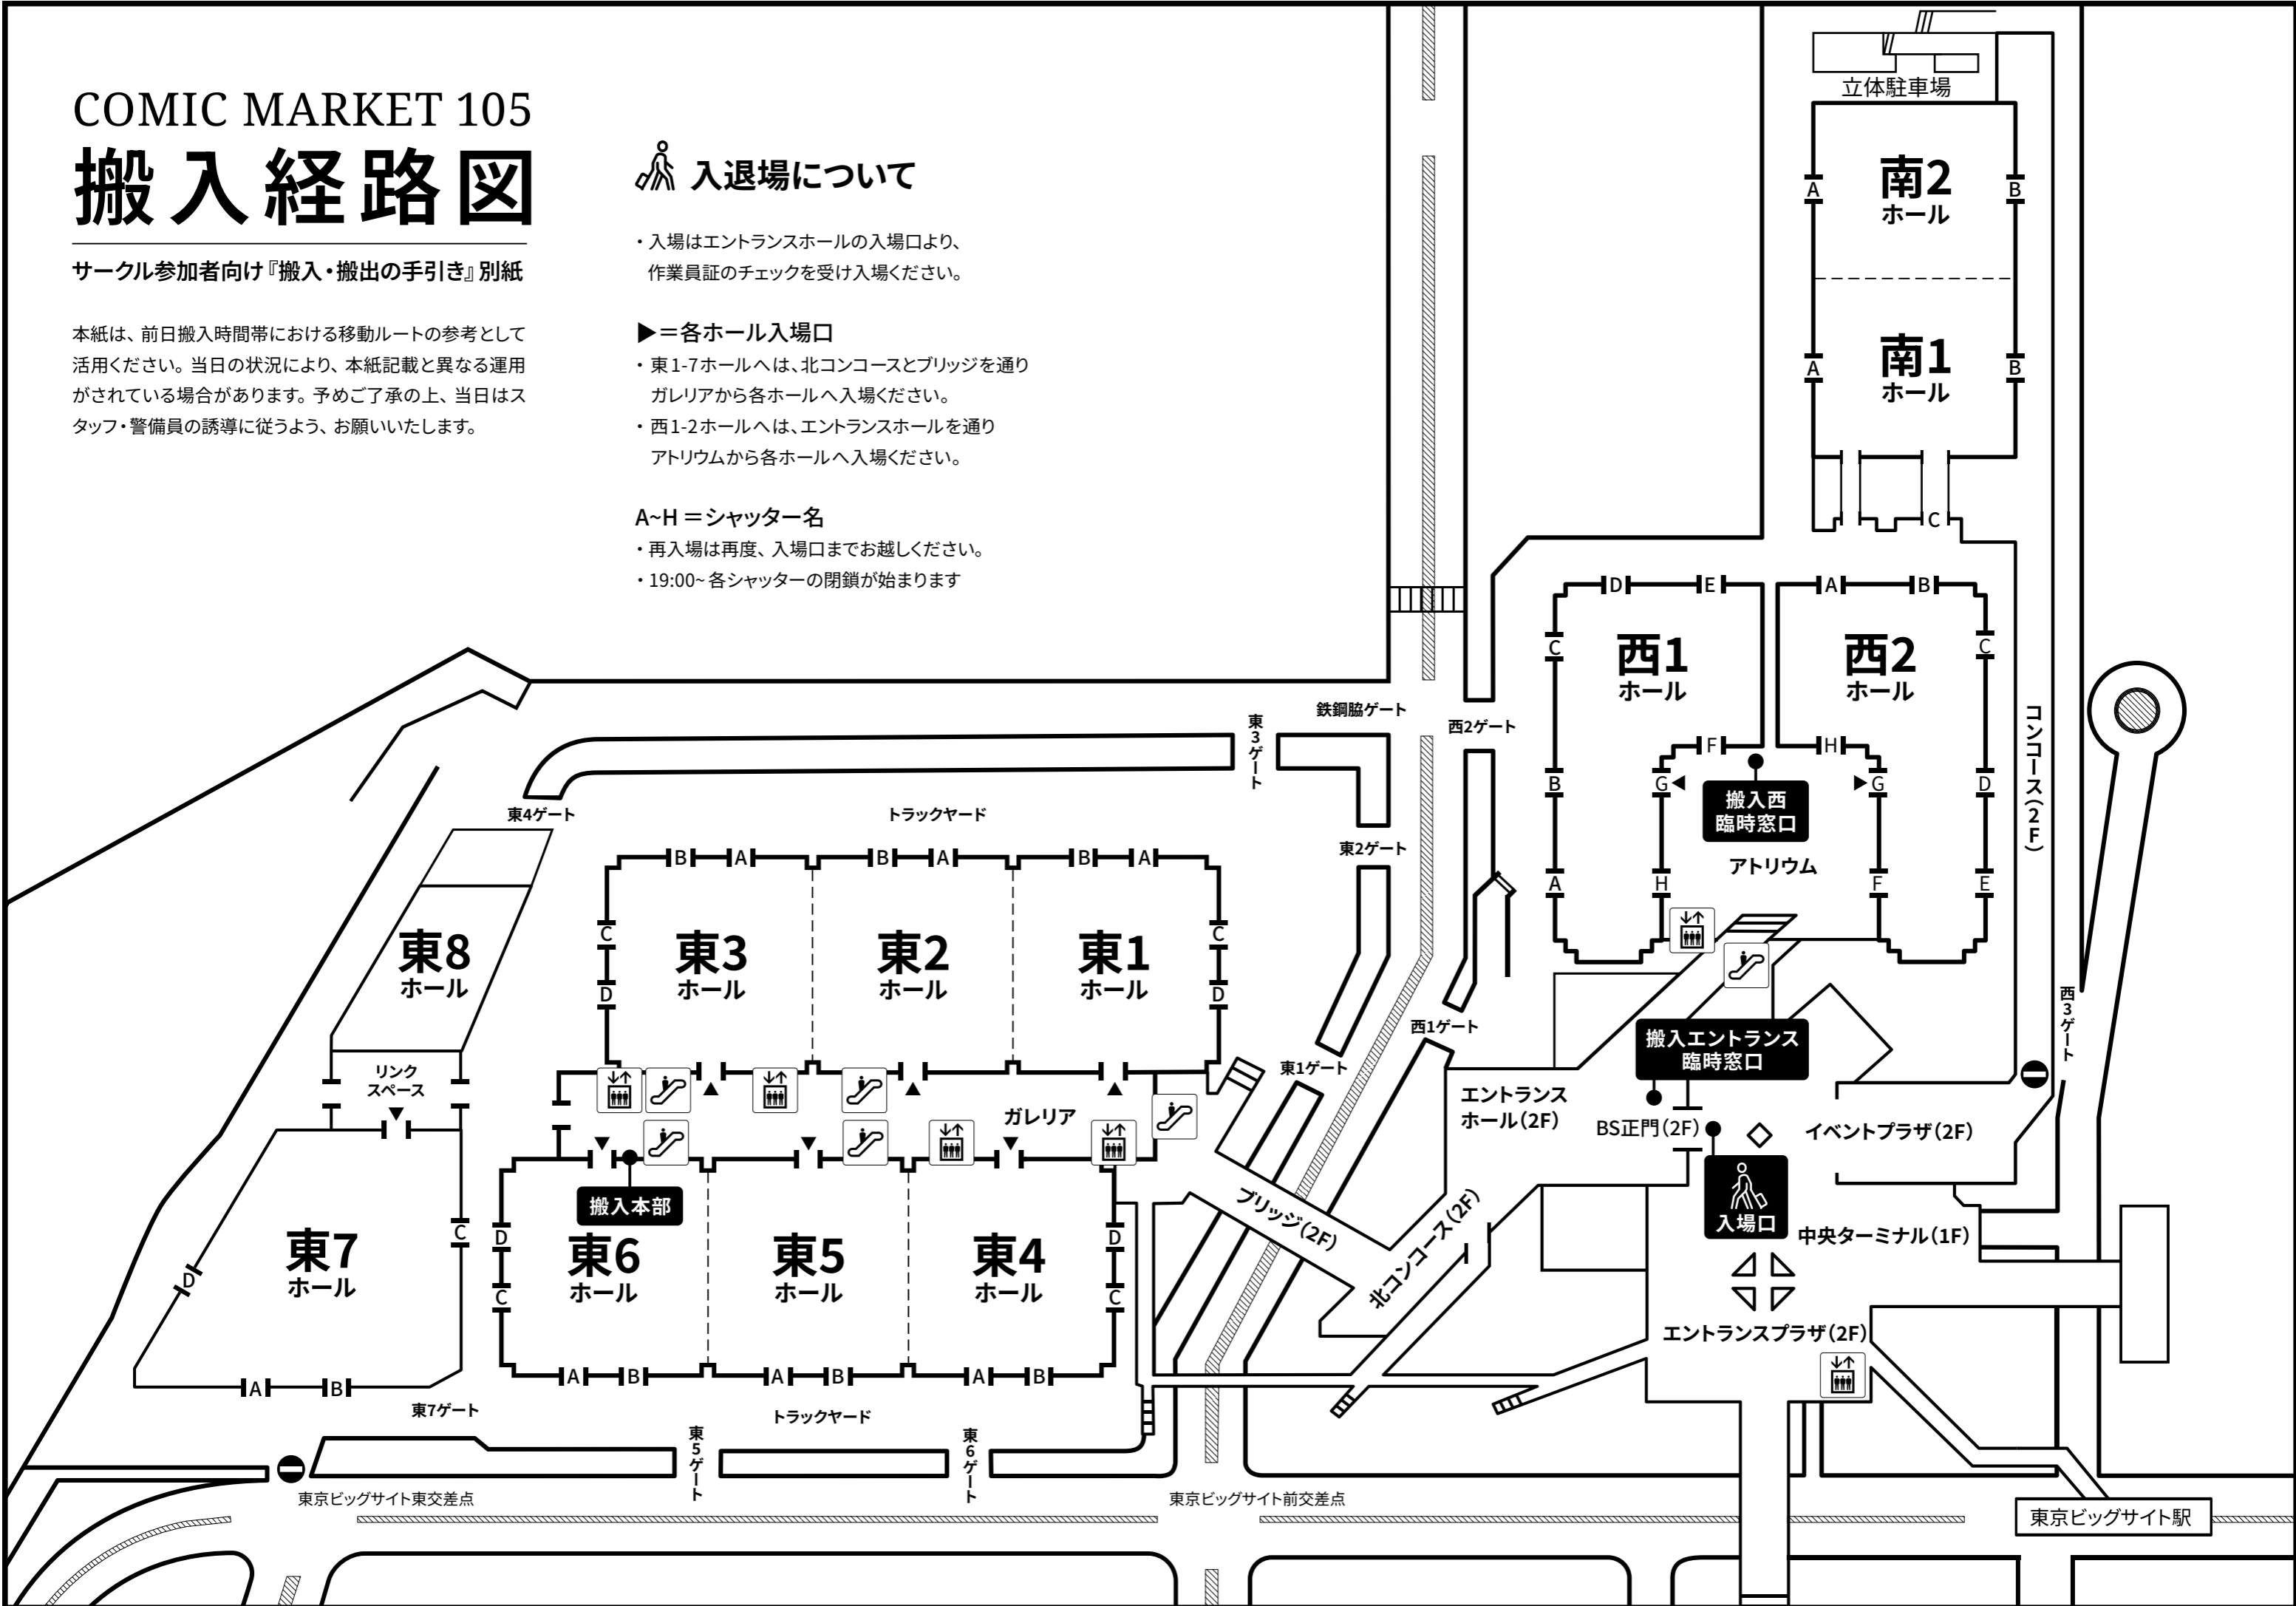 COMIC MARKET 105
搬入経路図
サークル参加者向け『搬入・搬出の手引き』別紙
本紙は、前日搬入時間帯における移動ルートの参考として
活用ください。当日の状況により、本紙記載と異なる運用
がされている場合があります。予めご了承の上、当日はス
タッフ・警備員の誘導に従うよう、お願いいたします。
入退場について
・入場はエントランスホールの入場口より、
作業員証のチェックを受け入場ください。
▶＝各ホール入場口
・東1-7ホールへは、北コンコースとブリッジを通り
ガレリアから各ホールへ入場ください。
・西1-2ホールへは、エントランスホールを通り
アトリウムから各ホールへ入場ください。
A~H ＝シャッター名
・再入場は再度、入場口までお越しください。
・19:00~ 各シャッターの閉鎖が始まります
立体駐車場
南2
ホール
A
B
南1
ホール
A
B
C
D
E
A
B
西1
ホール
西2
ホール
C
C
F
H
B
G
G
D
A
H
F
E
搬入西
臨時窓口
アトリウム
コンコース（2F）
鉄鋼脇ゲート
西2ゲート
東3ゲート
東4ゲート
トラックヤード
東2ゲート
B
A
B
A
B
A
東8
ホール
東3
ホール
東2
ホール
東1
ホール
C
D
C
D
西1ゲート
東1ゲート
西3ゲート
搬入エントランス
臨時窓口
リンク
スペース
ガレリア
エントランス
ホール（2F）
BS正門（2F）
イベントプラザ（2F）
搬入本部
入場口
中央ターミナル（1F）
ブリッジ（2F）
北コンコース（2F）
エントランスプラザ（2F）
東7
ホール
C
D
A
B
東6
ホール
東5
ホール
東4
ホール
D
C
D
C
A
B
A
B
A
B
東7ゲート
トラックヤード
東5ゲート
東6ゲート
東京ビッグサイト東交差点
東京ビッグサイト前交差点
東京ビッグサイト駅